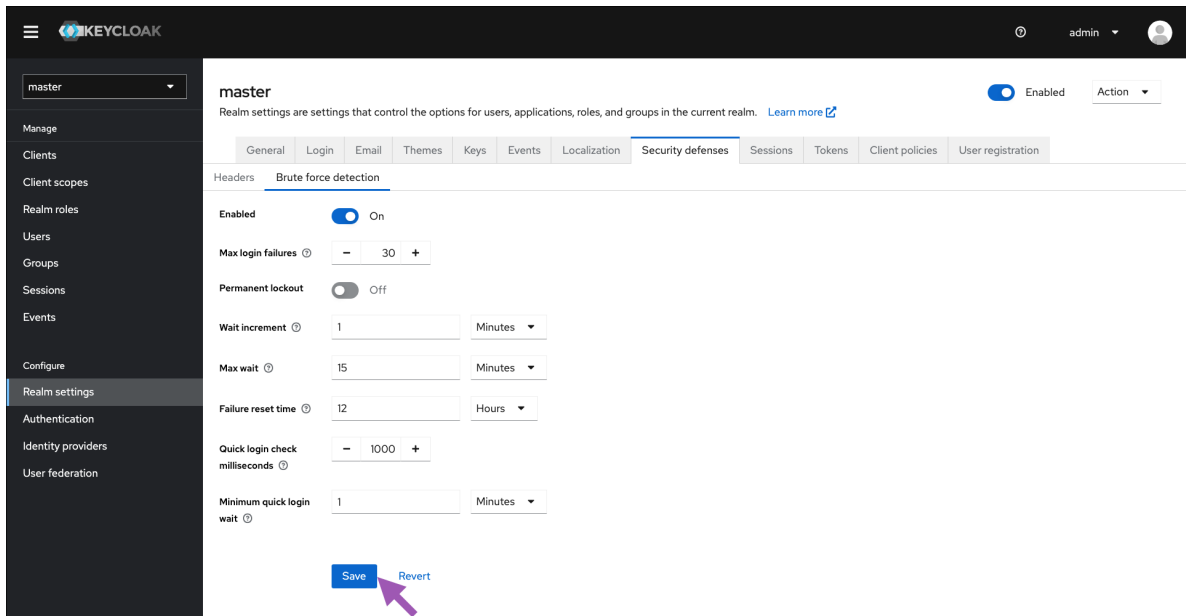 KEYCLOAK
admin
master
Manage
Clients
Client scopes
Realm roles
Users
Groups
Sessions
Events
Configure
Realm settings
Authentication
Identity providers
User federation
master
Enabled
Action
Realm settings are settings that control the options for users, applications, roles, and groups in the current realm. Learn more
General Login Email Themes Keys Events Localization Security defenses Sessions Tokens Client policies User registration
Headers Brute force detection
Enabled On
Max login failures − 30 +
Permanent lockout Off
Wait increment 1 Minutes
Max wait 15 Minutes
Failure reset time 12 Hours
Quick login check
milliseconds − 1000 +
Minimum quick login
wait 1 Minutes
Save Revert